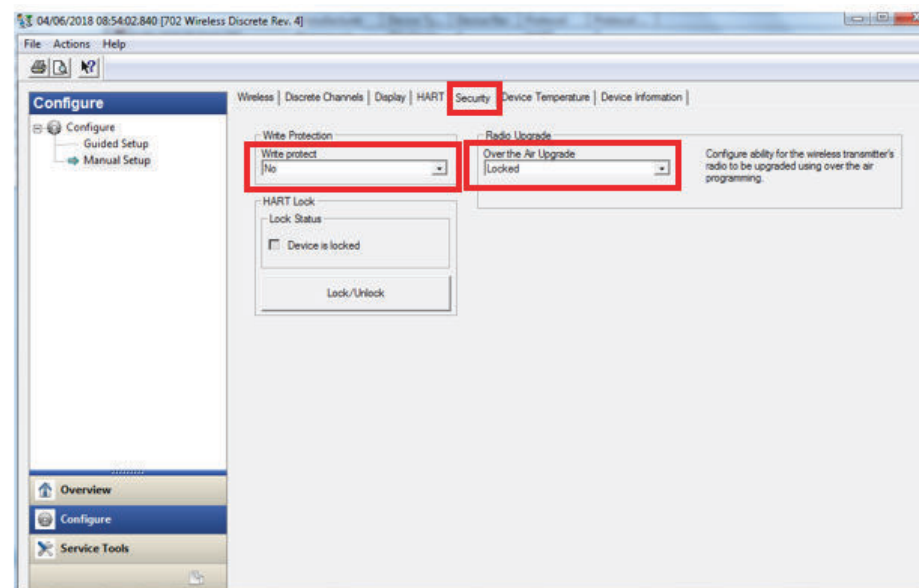 04/06/2018 08:54:02.840 [702 Wireless Discrete Rev. 4]
File Actions Help
Configure
Configure
Guided Setup
Manual Setup
Overview
Configure
Service Tools
Wireless | Discrete Channels | Display | HART | Security | Device Temperature | Device Information |
Write Protection
Write protect
No
HART Lock
Lock Status
Device is locked
Lock/Unlock
Radio Upgrade
Over the Air Upgrade
Locked
Configure ability for the wireless transmitter's
radio to be upgraded using over the air
programming.